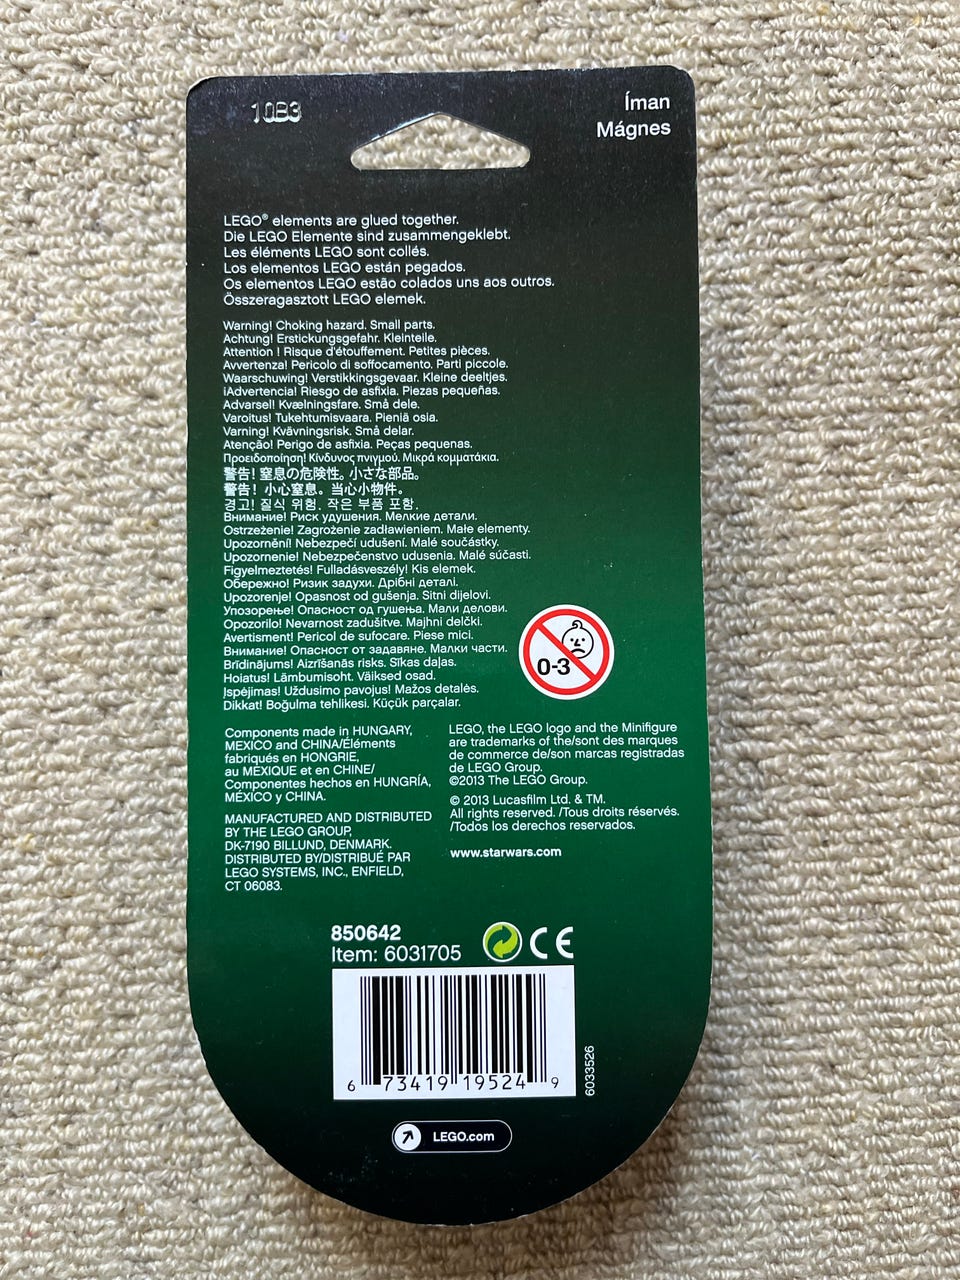 10B3
Íman
Mágnes
LEGO® elements are glued together.
Die LEGO Elemente sind zusammengeklebt.
Les éléments LEGO sont collés.
Los elementos LEGO están pegados.
Os elementos LEGO estão colados uns aos outros.
Összeragasztott LEGO elemek.
Warning! Choking hazard. Small parts.
Achtung! Erstickungsgefahr. Kleinteile.
Attention ! Risque d'étouffement. Petites pièces.
Avvertenza! Pericolo di soffocamento. Parti piccole.
Waarschuwing! Verstikkingsgevaar. Kleine deeltjes.
¡Advertencia! Riesgo de asfixia. Piezas pequeñas.
Advarsel! Kvælningsfare. Små dele.
Varoitus! Tukehtumisvaara. Pieniä osia.
Varning! Kvävningsrisk. Små delar.
Atenção! Perigo de asfixia. Peças pequenas.
Προειδοποίηση! Κίνδυνος πνιγμού. Μικρά κομματάκια.
警告! 窒息の危険性。小さな部品。
警告! 小心窒息。当心小物件。
경고! 질식 위험. 작은 부품 포함.
Внимание! Риск удушения. Мелкие детали.
Ostrzeżenie! Zagrożenie zadławieniem. Małe elementy.
Upozornění! Nebezpečí udušení. Malé součástky.
Upozornenie! Nebezpečenstvo udusenia. Malé súčasti.
Figyelmeztetés! Fulladásveszély! Kis elemek.
Обережно! Ризик задухи. Дрібні деталі.
Upozorenje! Opasnost od gušenja. Sitni dijelovi.
Упозорење! Опасност од гушења. Мали делови.
Opozorilo! Nevarnost zadušitve. Majhni delčki.
Avertisment! Pericol de sufocare. Piese mici.
Внимание! Опасност от задавяне. Малки части.
Brīdinājums! Aizrīšanās risks. Sīkas daļas.
Hoiatus! Lämbumisoht. Väiksed osad.
Įspėjimas! Uždusimo pavojus! Mažos detalės.
Dikkat! Boğulma tehlikesi. Küçük parçalar.
0-3
Components made in HUNGARY,
MEXICO and CHINA/Éléments
fabriqués en HONGRIE,
au MEXIQUE et en CHINE/
Componentes hechos en HUNGRÍA,
MÉXICO y CHINA.
MANUFACTURED AND DISTRIBUTED
BY THE LEGO GROUP,
DK-7190 BILLUND, DENMARK.
DISTRIBUTED BY/DISTRIBUÉ PAR
LEGO SYSTEMS, INC., ENFIELD,
CT 06083.
LEGO, the LEGO logo and the Minifigure
are trademarks of the/sont des marques
de commerce de/son marcas registradas
de LEGO Group.
©2013 The LEGO Group.
© 2013 Lucasfilm Ltd. & TM.
All rights reserved. /Tous droits réservés.
/Todos los derechos reservados.
www.starwars.com
850642
Item: 6031705
CE
6 73419 19524 9
6033526
LEGO.com